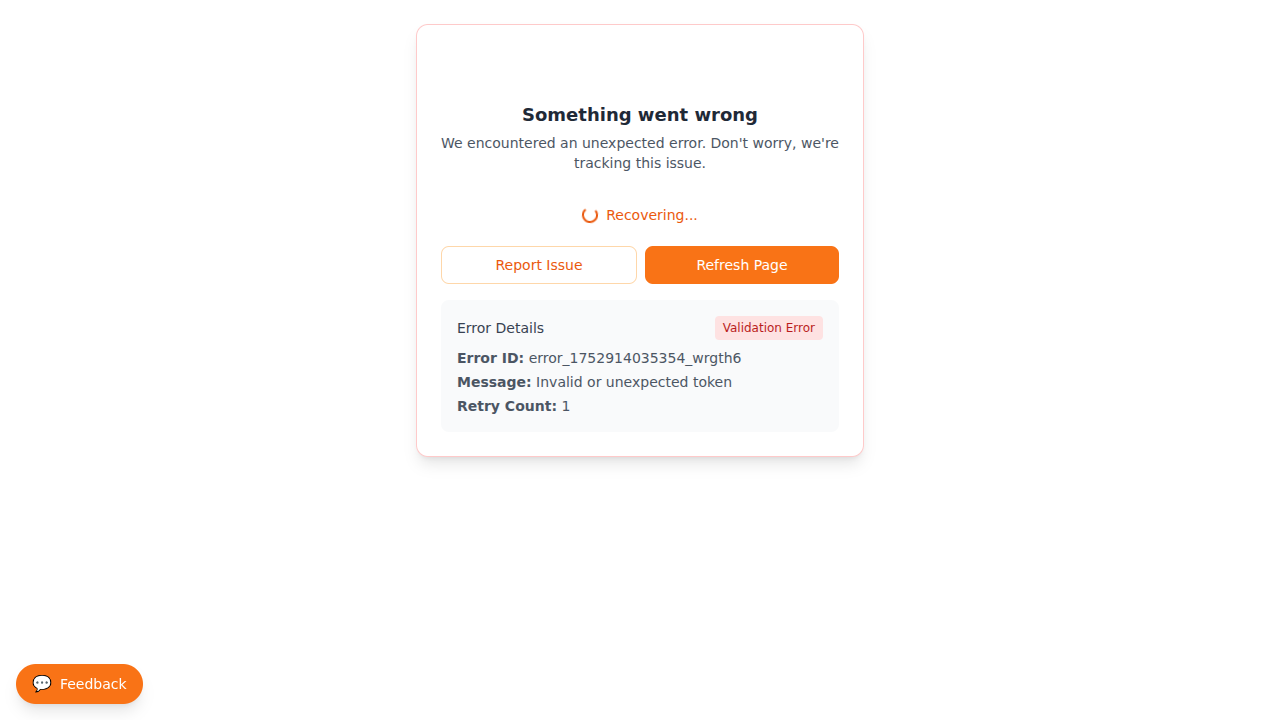 Something went wrong
We encountered an unexpected error. Don't worry, we're
tracking this issue.
Recovering...
Report Issue
Refresh Page
Error Details
Validation Error
Error ID: error_1752914035354_wrgth6
Message: Invalid or unexpected token
Retry Count: 1
💬 Feedback